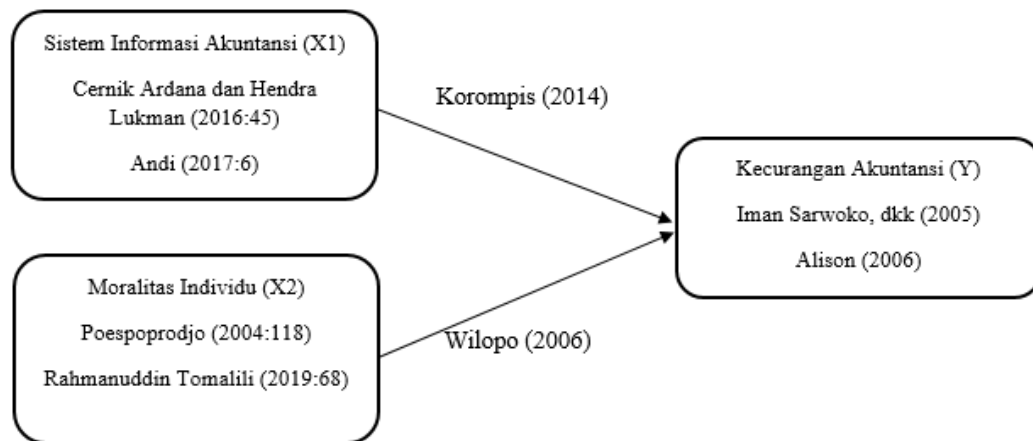 Sistem Informasi Akuntansi (X1)
Cernik Ardana dan Hendra
Lukman (2016:45)
Andi (2017:6)
Korompis (2014)
Kecurangan Akuntansi (Y)
Iman Sarwoko, dkk (2005)
Alison (2006)
Moralitas Individu (X2)
Poespoprodjo (2004:118)
Rahmanuddin Tomalili (2019:68)
Wilopo (2006)